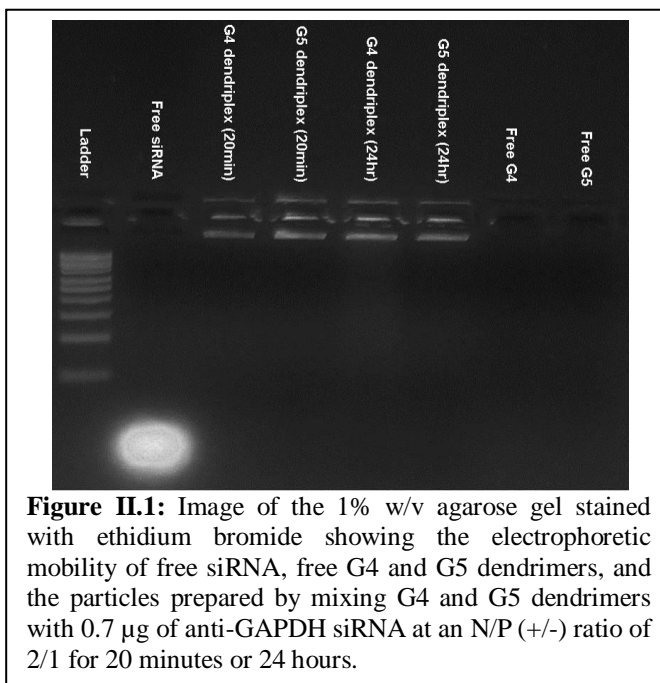 Ladder
Free siRNA
G4 dendriplex (20min)
G5 dendriplex (20min)
G4 dendriplex (24hr)
G5 dendriplex (24hr)
Free G4
Free G5
Figure II.1: Image of the 1% w/v agarose gel stained
with ethidium bromide showing the electrophoretic
mobility of free siRNA, free G4 and G5 dendrimers, and
the particles prepared by mixing G4 and G5 dendrimers
with 0.7 µg of anti-GAPDH siRNA at an N/P (+/-) ratio of
2/1 for 20 minutes or 24 hours.